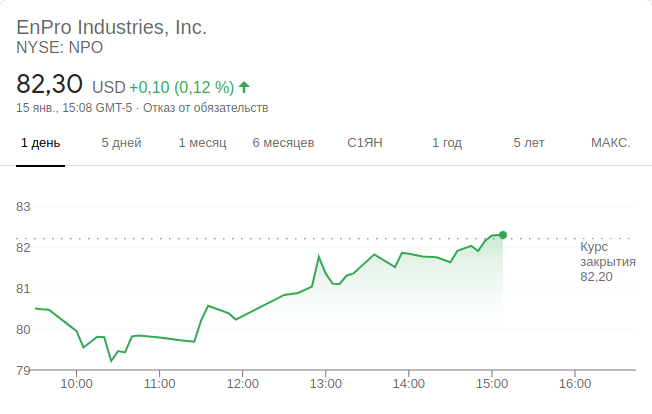 EnPro Industries, Inc.
NYSE: NPO
82,30 USD +0,10 (0,12 %)
15 янв., 15:08 GMT-5 · Отказ от обязательств
1 день 5 дней 1 месяц 6 месяцев С1ЯН 1 год 5 лет МАКС.
83
82
81
80
79
Курс
закрытия
82,20
10:00 11:00 12:00 13:00 14:00 15:00 16:00